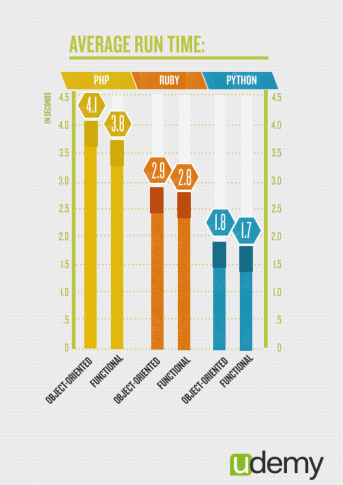 AVERAGE RUN TIME:
PHP RUBY PYTHON
IN SECONDS
4.5 4.5
4.1
4.0 4.0
3.8
3.5 3.5
3.0 3.0
2.9 2.8
2.5 2.5
2.0 2.0
1.8 1.7
1.5 1.5
1.0 1.0
.5 .5
0 0
OBJECT-ORIENTED FUNCTIONAL OBJECT-ORIENTED FUNCTIONAL OBJECT-ORIENTED FUNCTIONAL
udemy